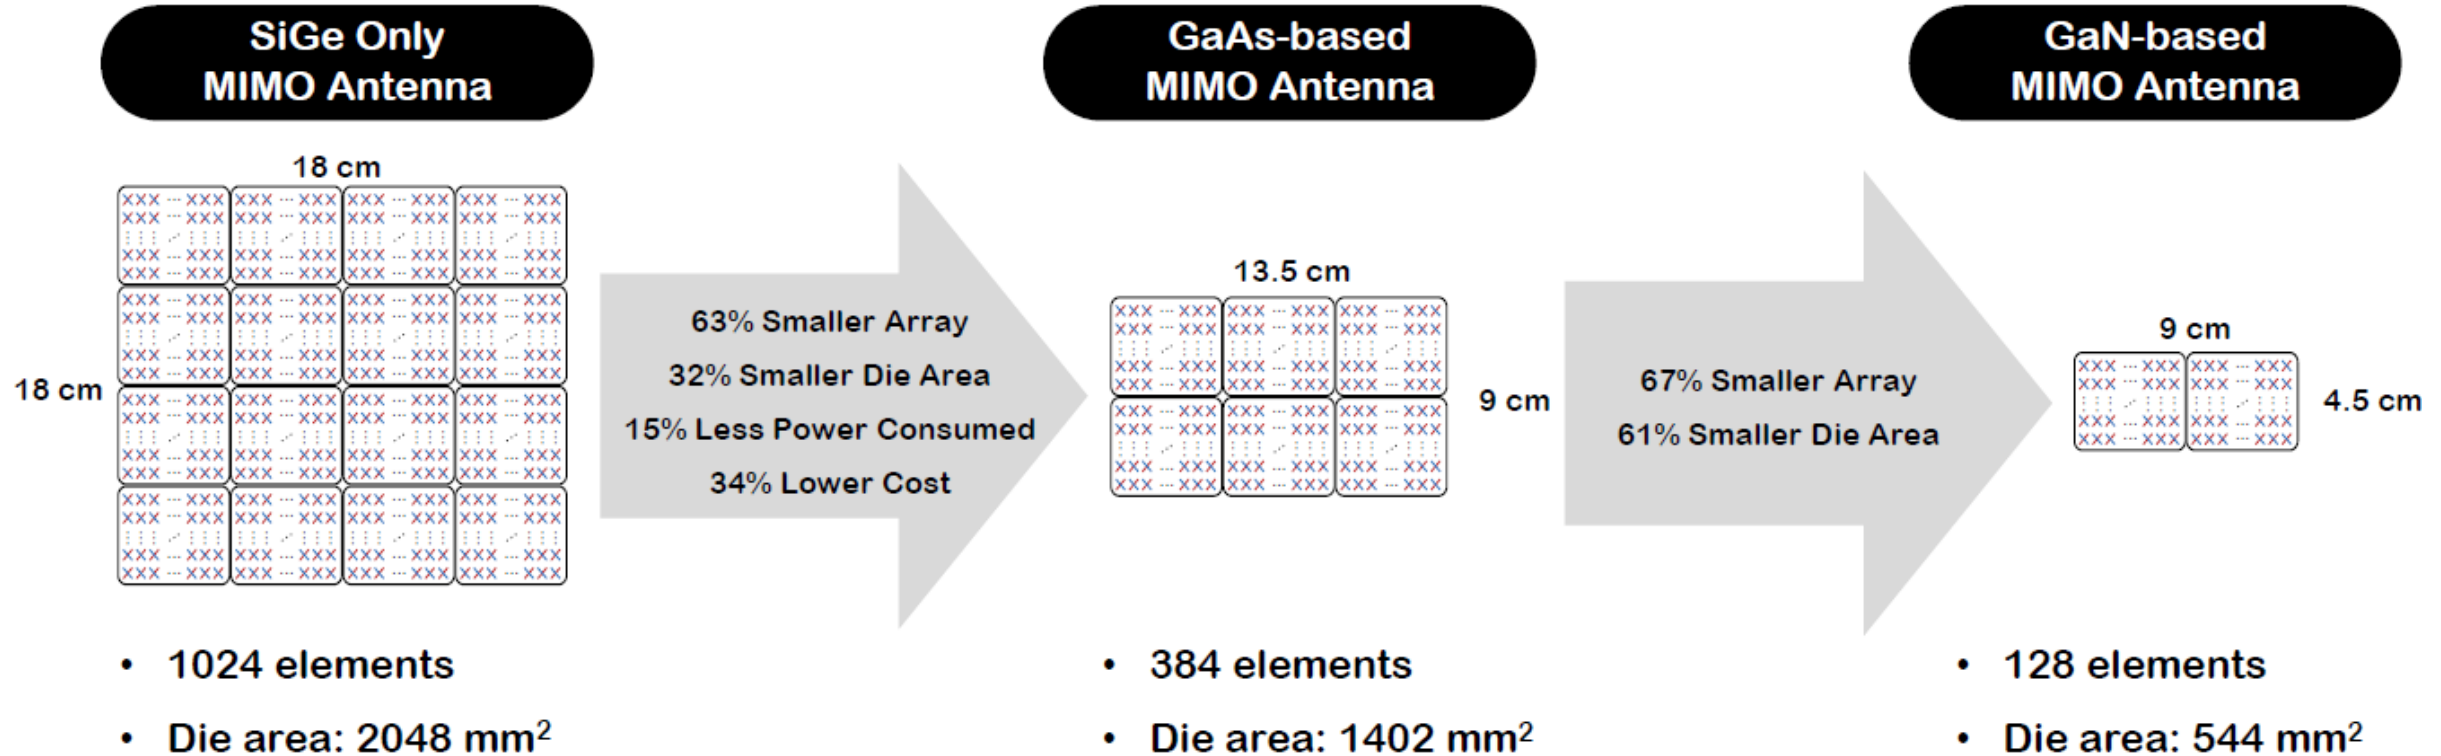 SiGe Only
MIMO Antenna
GaAs-based
MIMO Antenna
GaN-based
MIMO Antenna
18 cm
18 cm
63% Smaller Array
32% Smaller Die Area
15% Less Power Consumed
34% Lower Cost
13.5 cm
9 cm
67% Smaller Array
61% Smaller Die Area
9 cm
4.5 cm
• 1024 elements
• Die area: 2048 mm²
• 384 elements
• Die area: 1402 mm²
• 128 elements
• Die area: 544 mm²